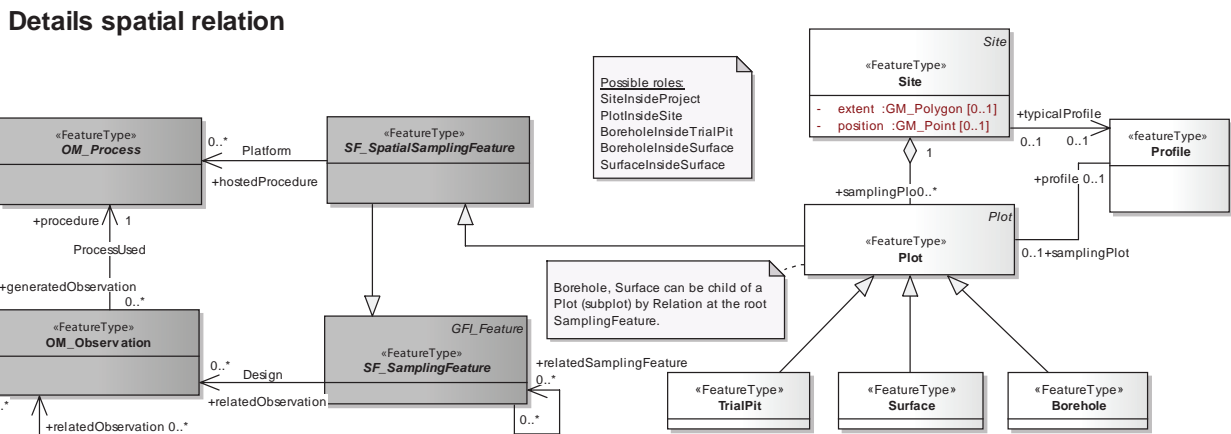 Details spatial relation
Site
«FeatureType»
Site
- extent :GM_Polygon [0..1]
- position :GM_Point [0..1]
Possible roles:
SiteInsideProject
PlotInsideSite
BoreholeInsideTrialPit
BoreholeInsideSurface
SurfaceInsideSurface
+typicalProfile
0..1
0..1
«featureType»
Profile
«FeatureType»
OM_Process
0..*
Platform
+hostedProcedure
«FeatureType»
SF_SpatialSamplingFeature
1
+samplingPlo0..*
+profile 0..1
Plot
«FeatureType»
Plot
0..1+samplingPlot
+procedure
1
ProcessUsed
+generatedObservation
0..*
Borehole, Surface can be child of a
Plot (subplot) by Relation at the root
SamplingFeature.
«FeatureType»
OM_Observation
0..*
Design
+relatedObservation
GFI_Feature
«FeatureType»
SF_SamplingFeature
+relatedSamplingFeature
0..*
0..*
«FeatureType»
TrialPit
«FeatureType»
Surface
«FeatureType»
Borehole
..*
+relatedObservation 0..*